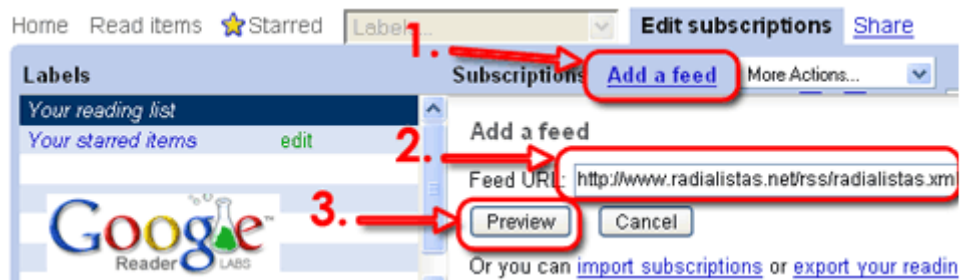 Home Read items Starred Labels... Edit subscriptions Share
1.
Labels
Subscriptions Add a feed More Actions...
Your reading list
Your starred items edit
Add a feed
2.
Feed URL: http://www.radialistas.net/rss/radialistas.xml
3.
Preview Cancel
Google
Reader LABS
Or you can import subscriptions or export your readin